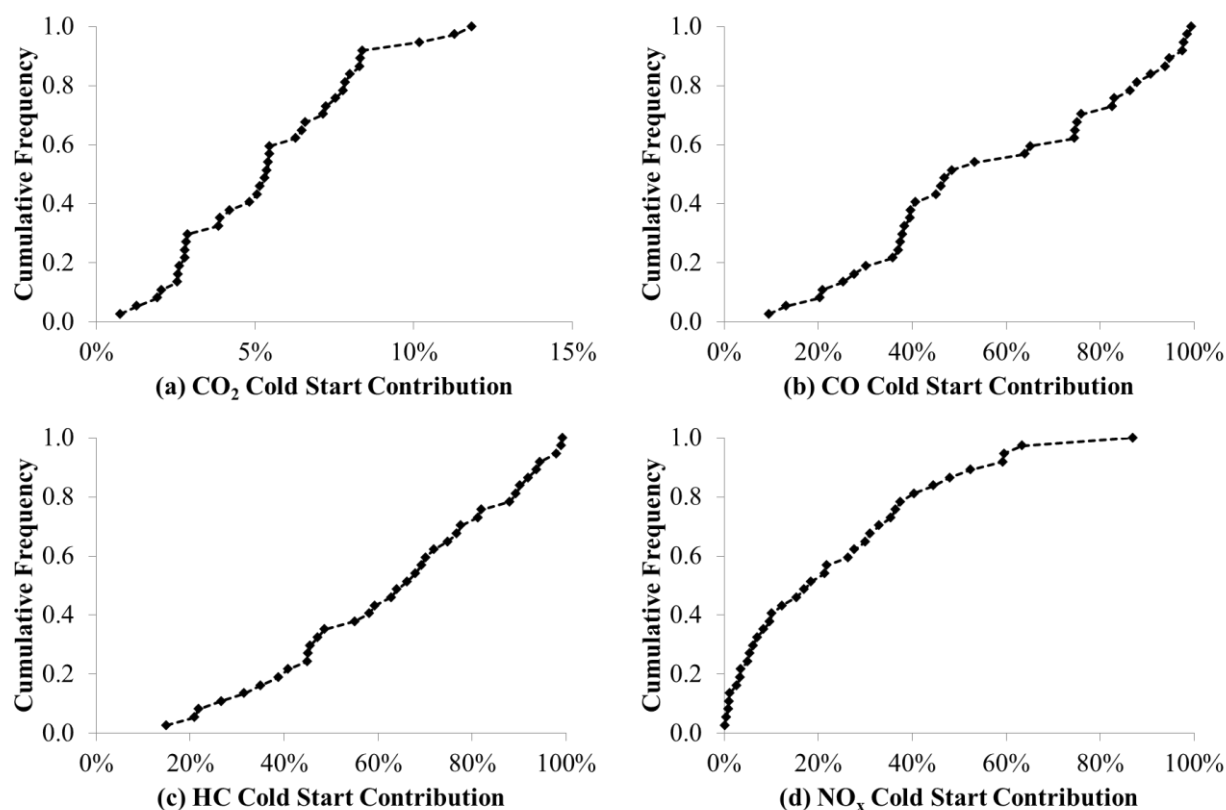 1.0
0.8
0.6
0.4
0.2
0.0
Cumulative Frequency
0% 5% 10% 15%
(a) CO₂ Cold Start Contribution
1.0
0.8
0.6
0.4
0.2
0.0
Cumulative Frequency
0% 20% 40% 60% 80% 100%
(b) CO Cold Start Contribution
1.0
0.8
0.6
0.4
0.2
0.0
Cumulative Frequency
0% 20% 40% 60% 80% 100%
(c) HC Cold Start Contribution
1.0
0.8
0.6
0.4
0.2
0.0
Cumulative Frequency
0% 20% 40% 60% 80% 100%
(d) NOₓ Cold Start Contribution